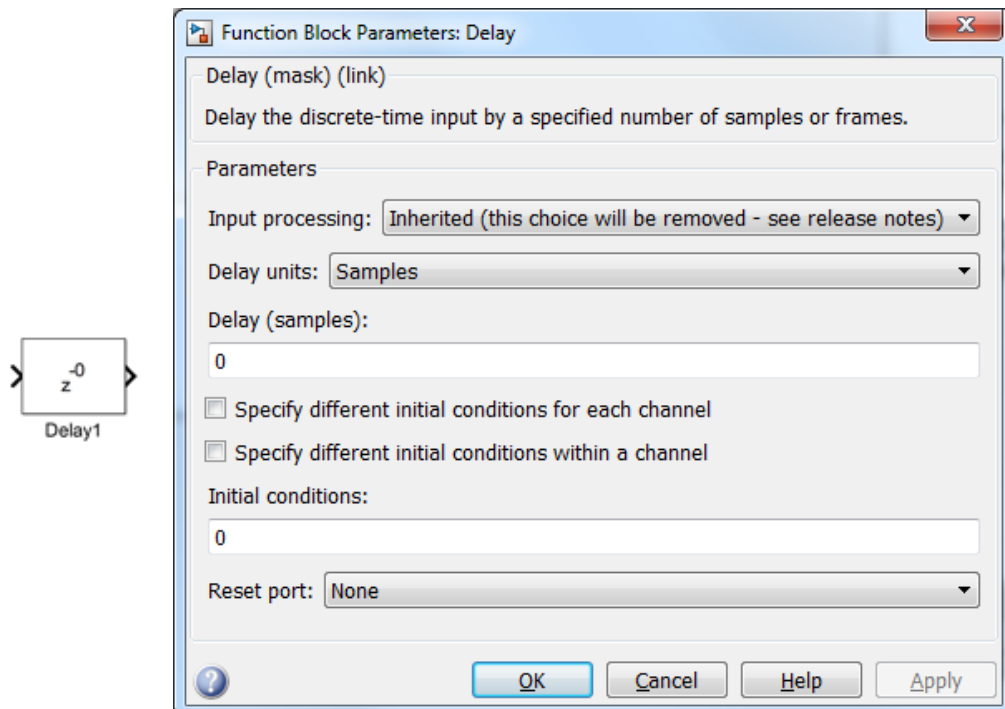 Function Block Parameters: Delay
Delay (mask) (link)
Delay the discrete-time input by a specified number of samples or frames.
Parameters
Input processing: Inherited (this choice will be removed - see release notes)
Delay units: Samples
Delay (samples):
0
Specify different initial conditions for each channel
Specify different initial conditions within a channel
Initial conditions:
0
Reset port: None
OK Cancel Help Apply
z-0
Delay1